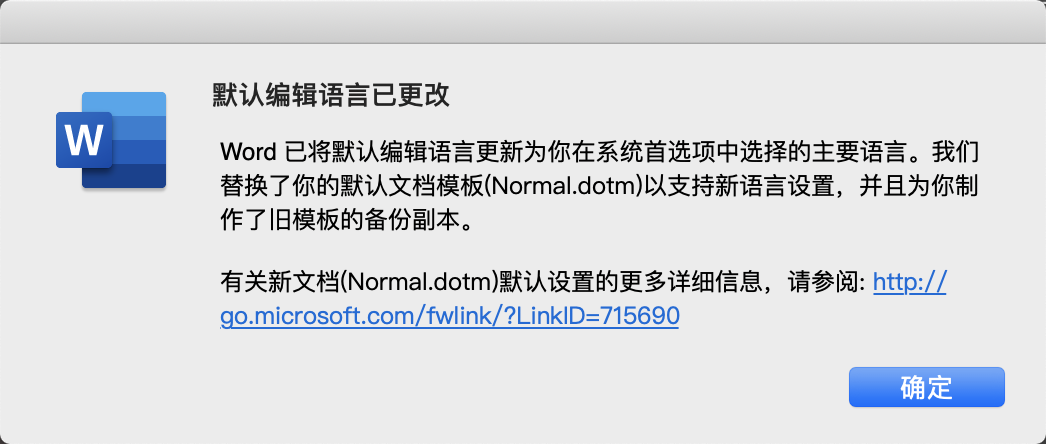 默认编辑语言已更改
W
Word 已将默认编辑语言更新为你在系统首选项中选择的主要语言。我们
替换了你的默认文档模板(Normal.dotm)以支持新语言设置，并且为你制
作了旧模板的备份副本。
有关新文档(Normal.dotm)默认设置的更多详细信息，请参阅: http://
go.microsoft.com/fwlink/?LinkID=715690
确定